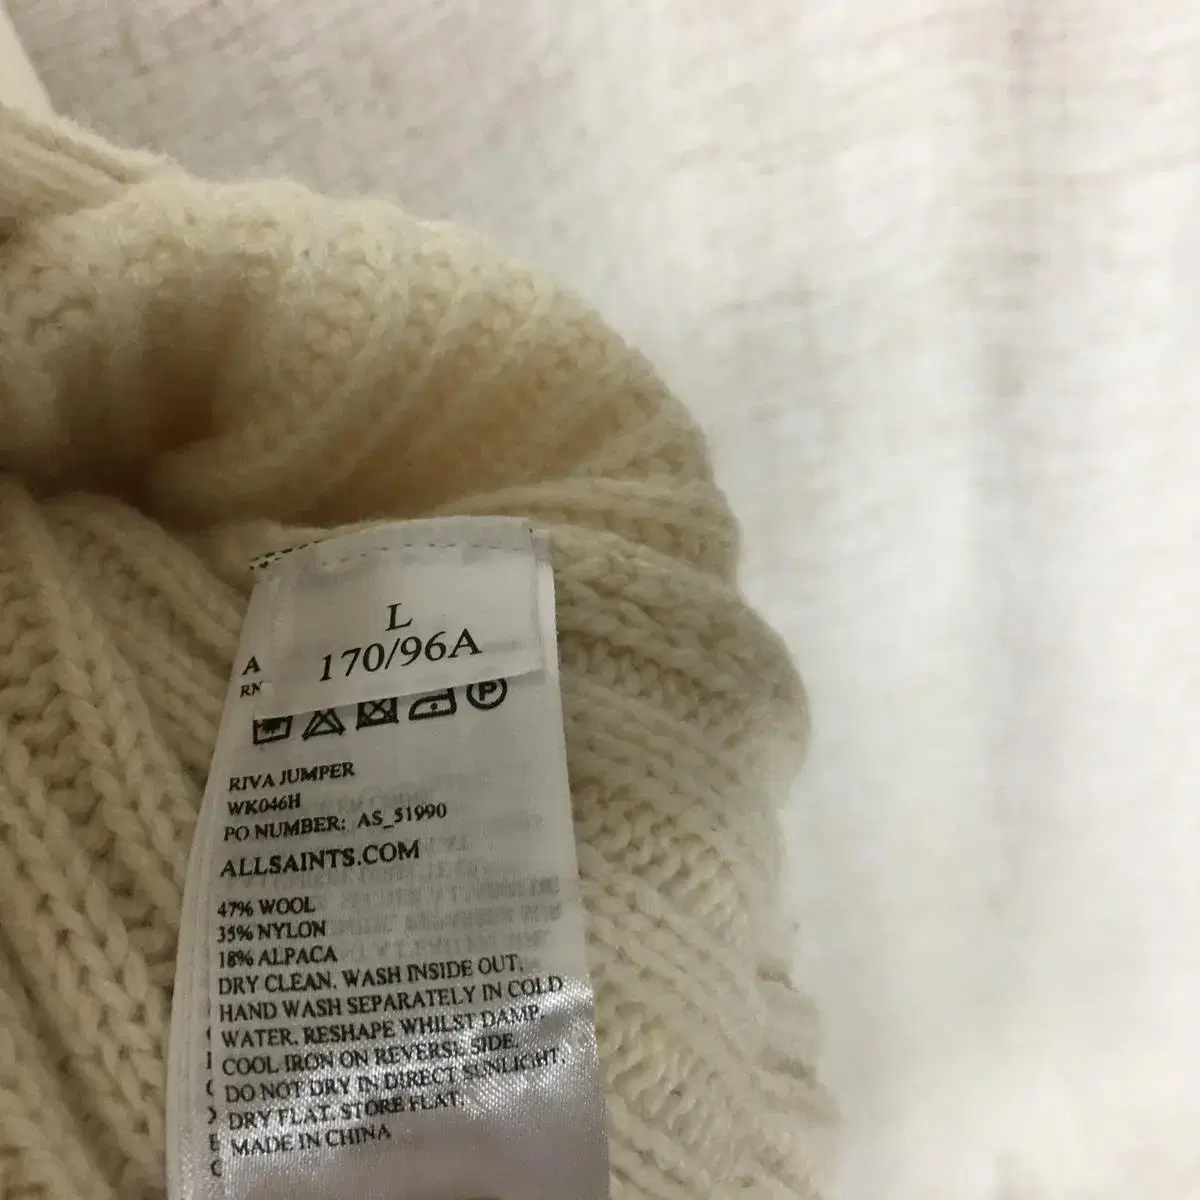 L
170/96A
A
RN
P
RIVA JUMPER
WK046H
PO NUMBER: AS_51990
ALLSAINTS.COM
47% WOOL
35% NYLON
18% ALPACA
DRY CLEAN. WASH INSIDE OUT.
HAND WASH SEPARATELY IN COLD
WATER. RESHAPE WHILST DAMP.
COOL IRON ON REVERSE SIDE.
DO NOT DRY IN DIRECT SUNLIGHT.
DRY FLAT. STORE FLAT.
MADE IN CHINA